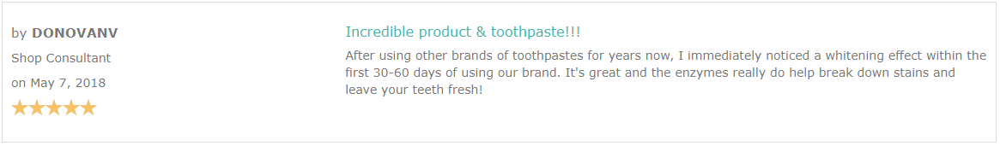 by DONOVANV
Shop Consultant
on May 7, 2018
Incredible product & toothpaste!!!
After using other brands of toothpastes for years now, I immediately noticed a whitening effect within the
first 30-60 days of using our brand. It's great and the enzymes really do help break down stains and
leave your teeth fresh!